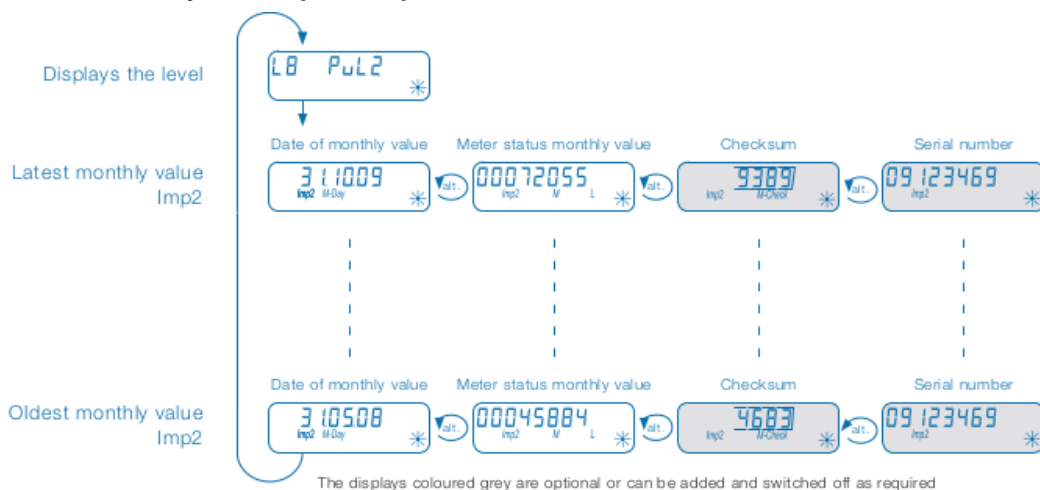 Displays the level
L8 PuL2
Date of monthly value Meter status monthly value Checksum Serial number
Latest monthly value
Imp2
31.10.09
Imp2 M-Day
alt.
00072055
Imp2 M L
alt.
9389
Imp2 M-Check
alt.
09123469
Imp2
Date of monthly value Meter status monthly value Checksum Serial number
Oldest monthly value
Imp2
31.05.08
Imp2 M-Day
alt.
00045884
Imp2 M L
alt.
4683
Imp2 M-Check
alt.
09123469
Imp2
The displays coloured grey are optional or can be added and switched off as required